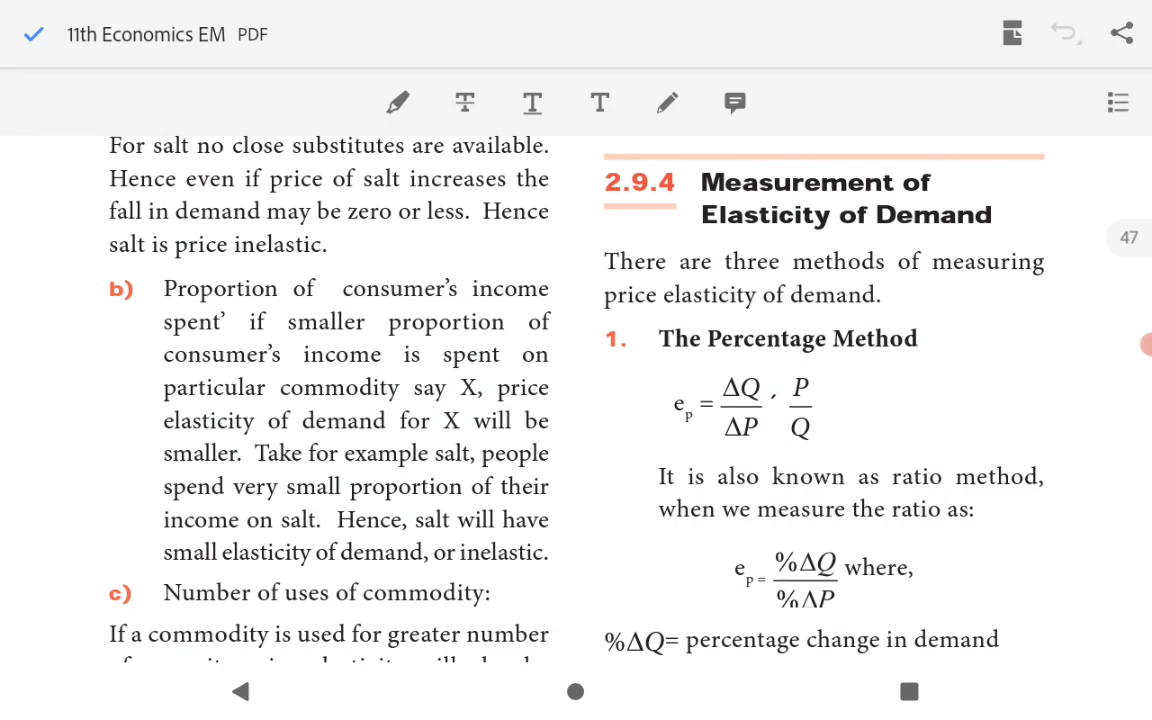 11th Economics EM PDF
For salt no close substitutes are available.
Hence even if price of salt increases the
fall in demand may be zero or less. Hence
salt is price inelastic.
b) Proportion of consumer’s income
spent’ if smaller proportion of
consumer’s income is spent on
particular commodity say X, price
elasticity of demand for X will be
smaller. Take for example salt, people
spend very small proportion of their
income on salt. Hence, salt will have
small elasticity of demand, or inelastic.
c) Number of uses of commodity:
If a commodity is used for greater number
2.9.4 Measurement of
Elasticity of Demand
There are three methods of measuring
price elasticity of demand.
1. The Percentage Method
e_p = ΔQ/ΔP , P/Q
It is also known as ratio method,
when we measure the ratio as:
e_p = %ΔQ/%ΔP where,
%ΔQ= percentage change in demand
47